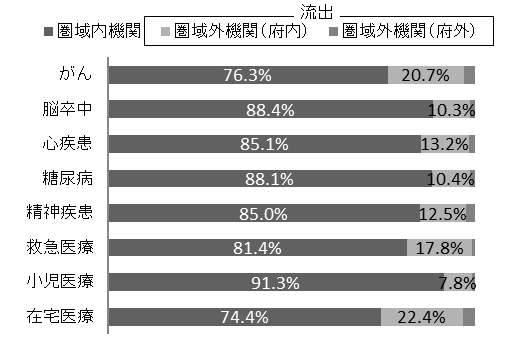 流出
圏域内機関 圏域外機関（府内） 圏域外機関（府外）
がん 76.3% 20.7%
脳卒中 88.4% 10.3%
心疾患 85.1% 13.2%
糖尿病 88.1% 10.4%
精神疾患 85.0% 12.5%
救急医療 81.4% 17.8%
小児医療 91.3% 7.8%
在宅医療 74.4% 22.4%